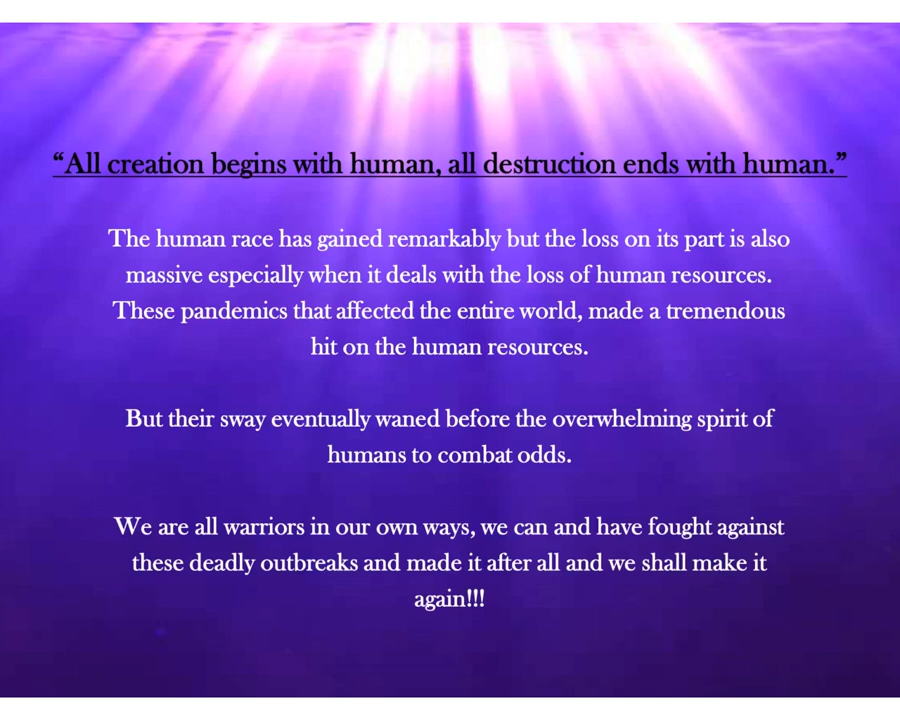 “All creation begins with human, all destruction ends with human.”
The human race has gained remarkably but the loss on its part is also
massive especially when it deals with the loss of human resources.
These pandemics that affected the entire world, made a tremendous
hit on the human resources.
But their sway eventually waned before the overwhelming spirit of
humans to combat odds.
We are all warriors in our own ways, we can and have fought against
these deadly outbreaks and made it after all and we shall make it
again!!!